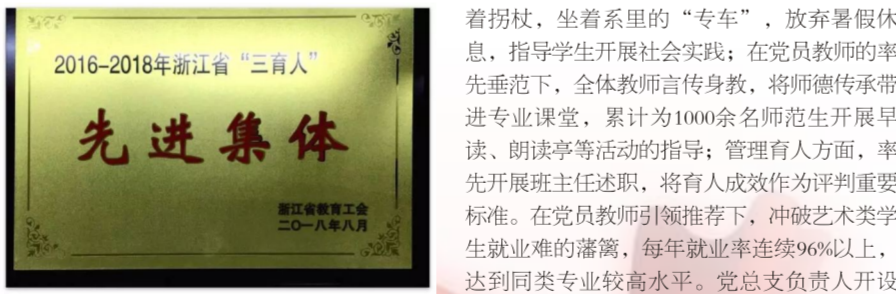 2016-2018年浙江省“三育人”
先进集体
浙江省教育工会
二〇一八年八月
着拐杖，坐着系里的“专车”，放弃暑假休
息，指导学生开展社会实践；在党员教师的率
先垂范下，全体教师言传身教，将师德传承带
进专业课堂，累计为1000余名师范生开展早
读、朗读亭等活动的指导；管理育人方面，率
先开展班主任述职，将育人成效作为评判重要
标准。在党员教师引领推荐下，冲破艺术类学
生就业难的藩篱，每年就业率连续96%以上，
达到同类专业较高水平。党总支负责人开设